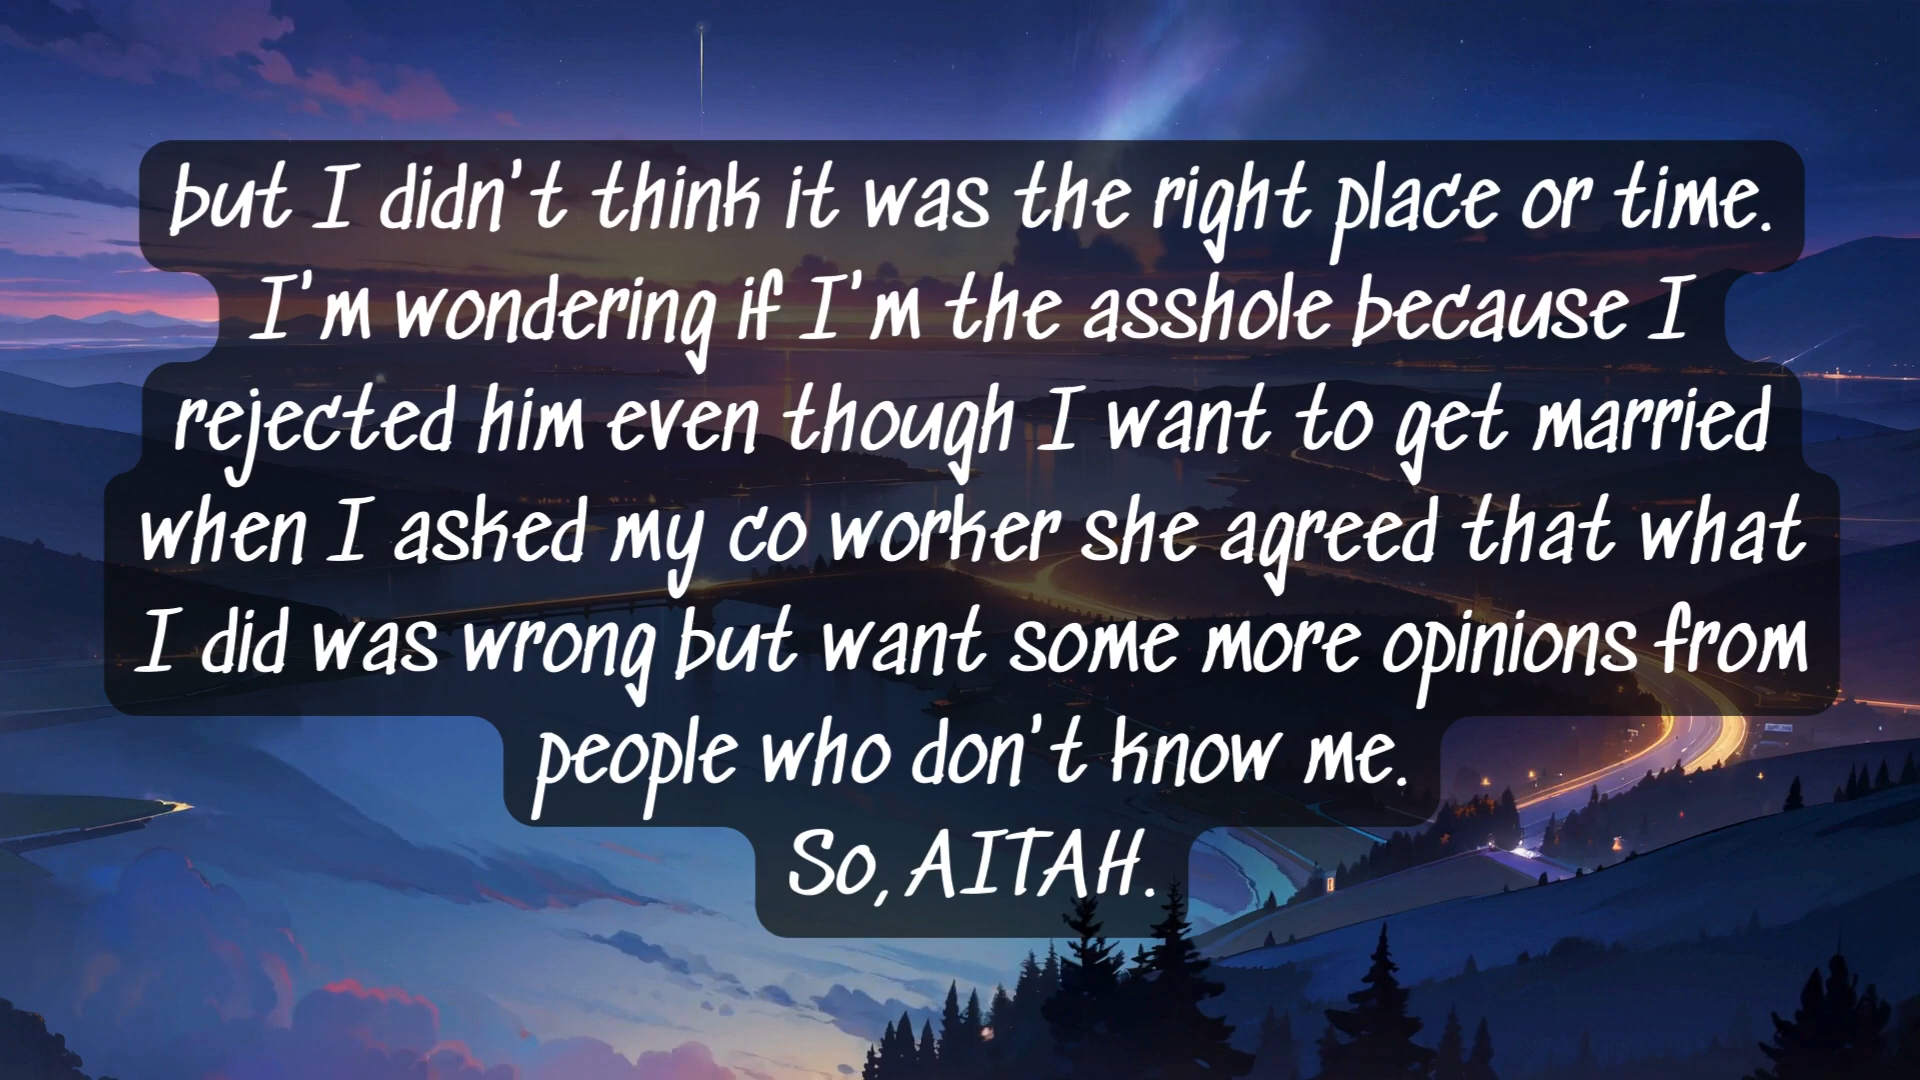 but I didn't think it was the right place or time.
I'm wondering if I'm the asshole because I
rejected him even though I want to get married
when I asked my co worker she agreed that what
I did was wrong but want some more opinions from
people who don't know me.
So, AITAH.